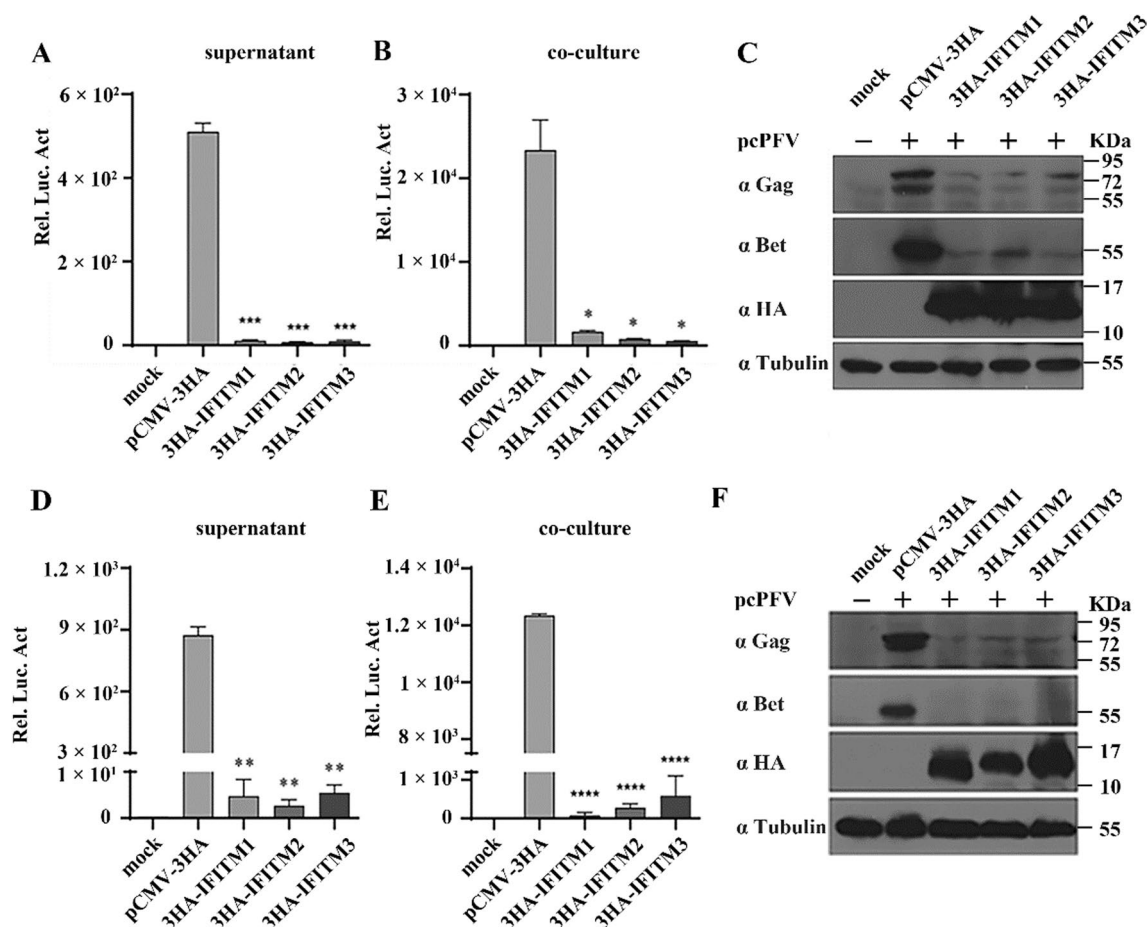 A
supernatant
Rel. Luc. Act
6 × 10²
4 × 10²
2 × 10²
0
*** *** ***
mock
pCMV-3HA
3HA-IFITM1
3HA-IFITM2
3HA-IFITM3
B
co-culture
Rel. Luc. Act
3 × 10⁴
2 × 10⁴
1 × 10⁴
0
* * *
mock
pCMV-3HA
3HA-IFITM1
3HA-IFITM2
3HA-IFITM3
C
mock
pCMV-3HA
3HA-IFITM1
3HA-IFITM2
3HA-IFITM3
pcPFV − + + + + KDa
α Gag
95
72
55
α Bet
55
α HA
17
10
α Tubulin
55
D
supernatant
Rel. Luc. Act
1.2 × 10³
9 × 10²
6 × 10²
3 × 10²
1 × 10¹
0
** ** **
mock
pCMV-3HA
3HA-IFITM1
3HA-IFITM2
3HA-IFITM3
E
co-culture
Rel. Luc. Act
1.4 × 10⁴
1.2 × 10⁴
1 × 10⁴
8 × 10³
1 × 10³
0
**** **** ****
mock
pCMV-3HA
3HA-IFITM1
3HA-IFITM2
3HA-IFITM3
F
mock
pCMV-3HA
3HA-IFITM1
3HA-IFITM2
3HA-IFITM3
pcPFV − + + + + KDa
α Gag
95
72
55
α Bet
55
α HA
17
10
α Tubulin
55